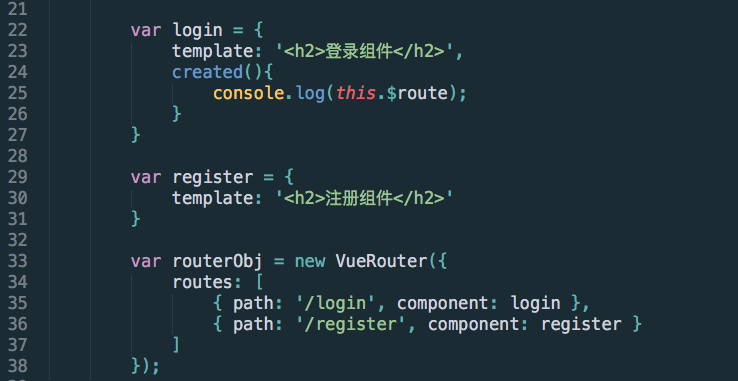 21
22 var login = {
23 template: '<h2>登录组件</h2>',
24 created(){
25 console.log(this.$route);
26 }
27 }
28
29 var register = {
30 template: '<h2>注册组件</h2>'
31 }
32
33 var routerObj = new VueRouter({
34 routes: [
35 { path: '/login', component: login },
36 { path: '/register', component: register }
37 ]
38 });